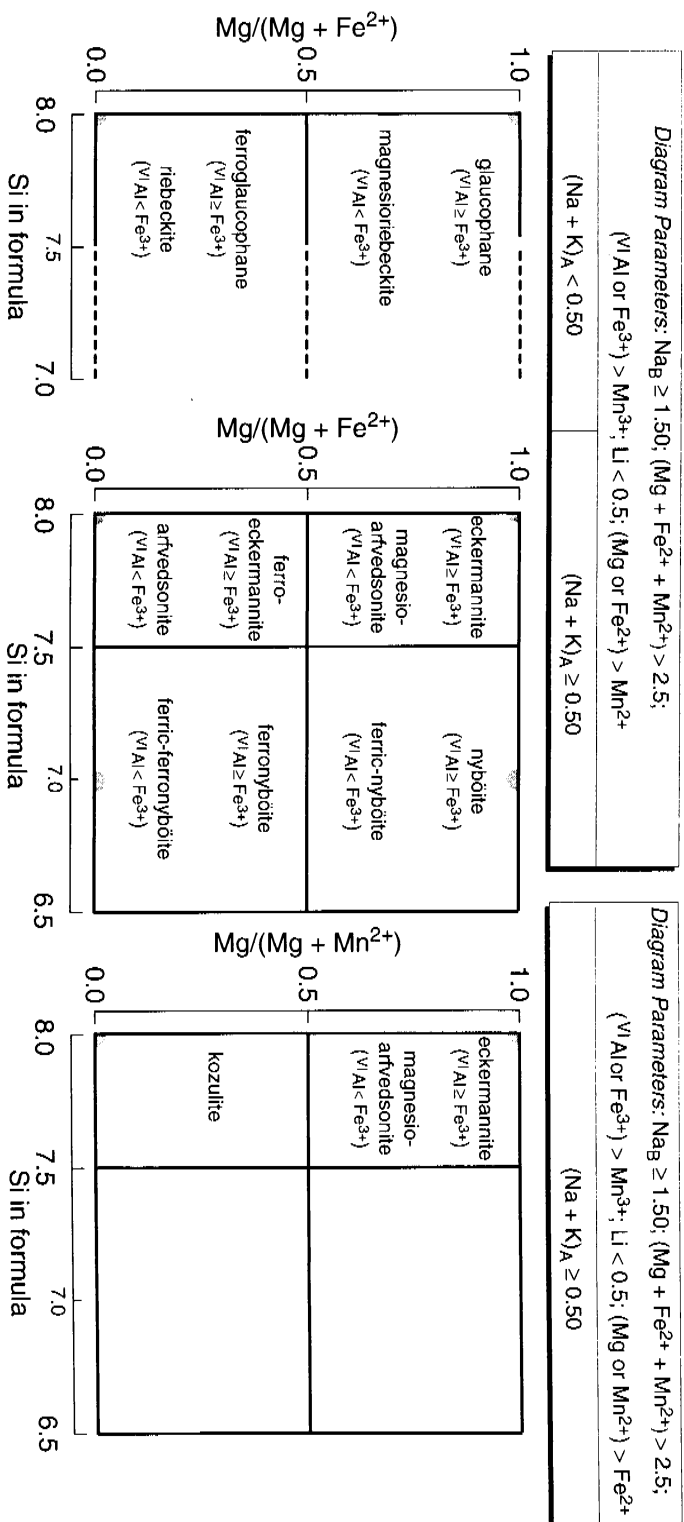 Diagram Parameters: Na_B ≥ 1.50; (Mg + Fe²⁺ + Mn²⁺) > 2.5;
(ⱽᴵAl or Fe³⁺) > Mn³⁺; Li < 0.5; (Mg or Fe²⁺) > Mn²⁺
(Na + K)_A < 0.50
(Na + K)_A ≥ 0.50
Mg/(Mg + Fe²⁺)
1.0
0.5
0.0
glaucophane
(ⱽᴵAl ≥ Fe³⁺)
magnesioriebeckite
(ⱽᴵAl < Fe³⁺)
ferroglaucophane
(ⱽᴵAl ≥ Fe³⁺)
riebeckite
(ⱽᴵAl < Fe³⁺)
8.0
7.5
7.0
Si in formula
Mg/(Mg + Fe²⁺)
1.0
0.5
0.0
eckermannite
(ⱽᴵAl ≥ Fe³⁺)
magnesio-
arfvedsonite
(ⱽᴵAl < Fe³⁺)
ferro-
eckermannite
(ⱽᴵAl ≥ Fe³⁺)
arfvedsonite
(ⱽᴵAl < Fe³⁺)
nyböite
(ⱽᴵAl ≥ Fe³⁺)
ferric-nyböite
(ⱽᴵAl < Fe³⁺)
ferronyböite
(ⱽᴵAl ≥ Fe³⁺)
ferric-ferronyböite
(ⱽᴵAl < Fe³⁺)
8.0
7.5
7.0
6.5
Si in formula
Diagram Parameters: Na_B ≥ 1.50; (Mg + Fe²⁺ + Mn²⁺) > 2.5;
(ⱽᴵAl or Fe³⁺) > Mn³⁺; Li < 0.5; (Mg or Mn²⁺) > Fe²⁺
(Na + K)_A ≥ 0.50
Mg/(Mg + Mn²⁺)
1.0
0.5
0.0
eckermannite
(ⱽᴵAl ≥ Fe³⁺)
magnesio-
arfvedsonite
(ⱽᴵAl < Fe³⁺)
kozulite
8.0
7.5
7.0
6.5
Si in formula